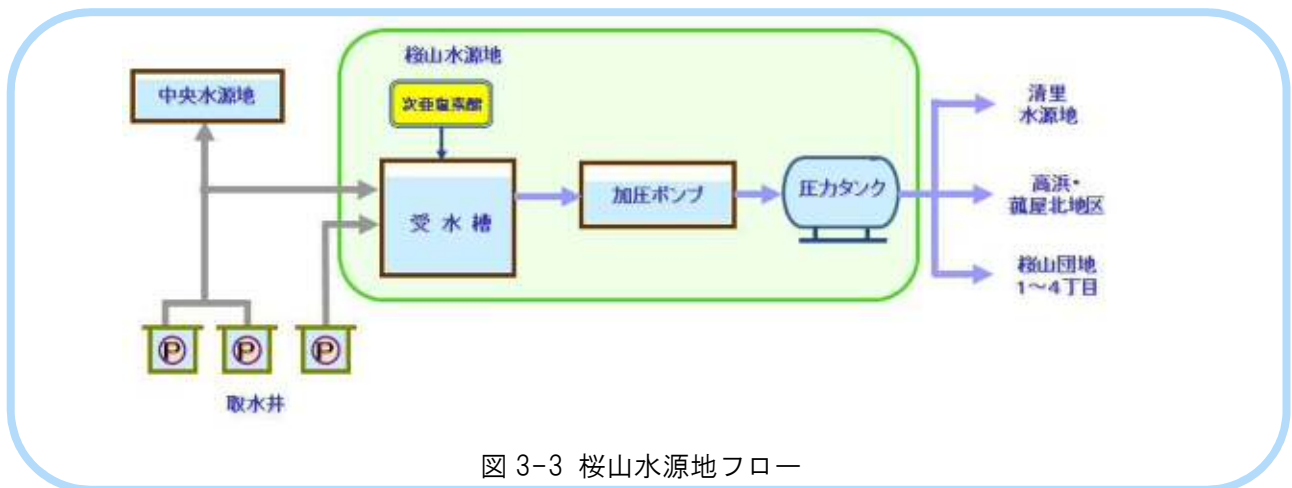 桜山水源地
中央水源地
次亜塩素酸
清里
水源地
受水槽
加圧ポンプ
圧力タンク
高浜・
菰屋北地区
桜山団地
1～4丁目
P
P
P
取水井
図 3-3 桜山水源地フロー